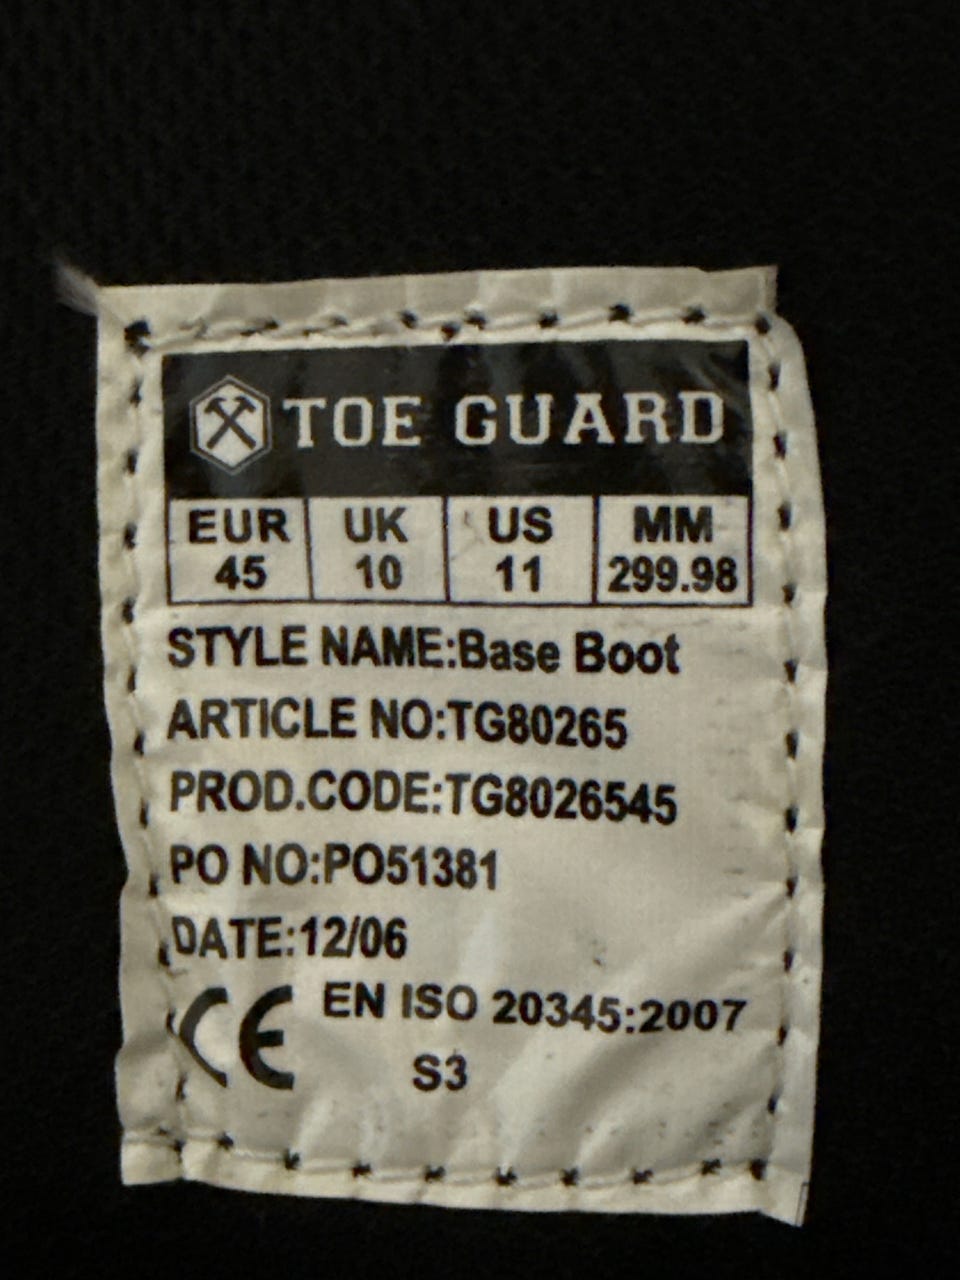 TOE GUARD
EUR UK US MM
45 10 11 299.98
STYLE NAME:Base Boot
ARTICLE NO:TG80265
PROD.CODE:TG8026545
PO NO:PO51381
DATE:12/06
CE EN ISO 20345:2007
S3